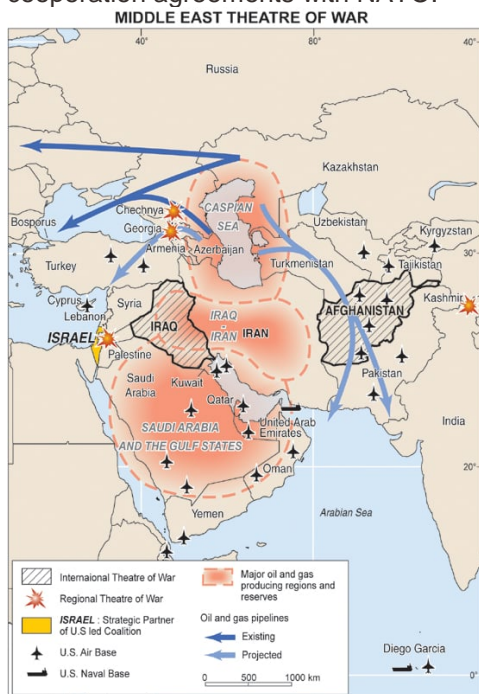 cooperation agreements with NATO.
MIDDLE EAST THEATRE OF WAR
40°
80°
40°
Russia
Kazakhstan
Bosporus
Chechnya
CASPIAN
SEA
Georgia
Uzbekistan
Kyrgyzstan
Armenia
Azerbaijan
30°
Turkey
Turkmenistan
Tajikistan
Cyprus
Syria
Lebanon
IRAQ
IRAQ
- IRAN
IRAN
AFGHANISTAN
Kashmir
ISRAEL
Palestine
Saudi
Arabia
Kuwait
Pakistan
Qatar
India
SAUDI ARABIA
AND THE GULF STATES
United Arab
Emirates
Oman
20°
Yemen
Arabian Sea
Internaional Theatre of War
Regional Theatre of War
ISRAEL : Strategic Partner
of U.S led Coalition
U.S. Air Base
U.S. Naval Base
Major oil and gas
producing regions and
reserves
Oil and gas pipelines
Existing
Projected
0 500 1000 km
Diego Garcia
0°